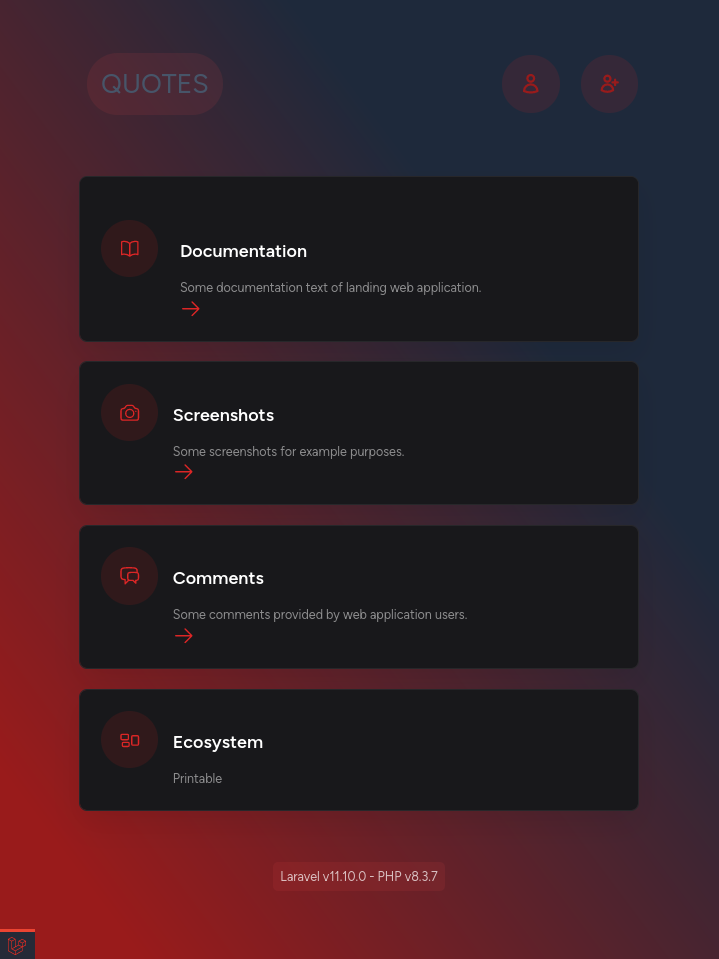 QUOTES
Documentation
Some documentation text of landing web application.
Screenshots
Some screenshots for example purposes.
Comments
Some comments provided by web application users.
Ecosystem
Printable
Laravel v11.10.0 - PHP v8.3.7